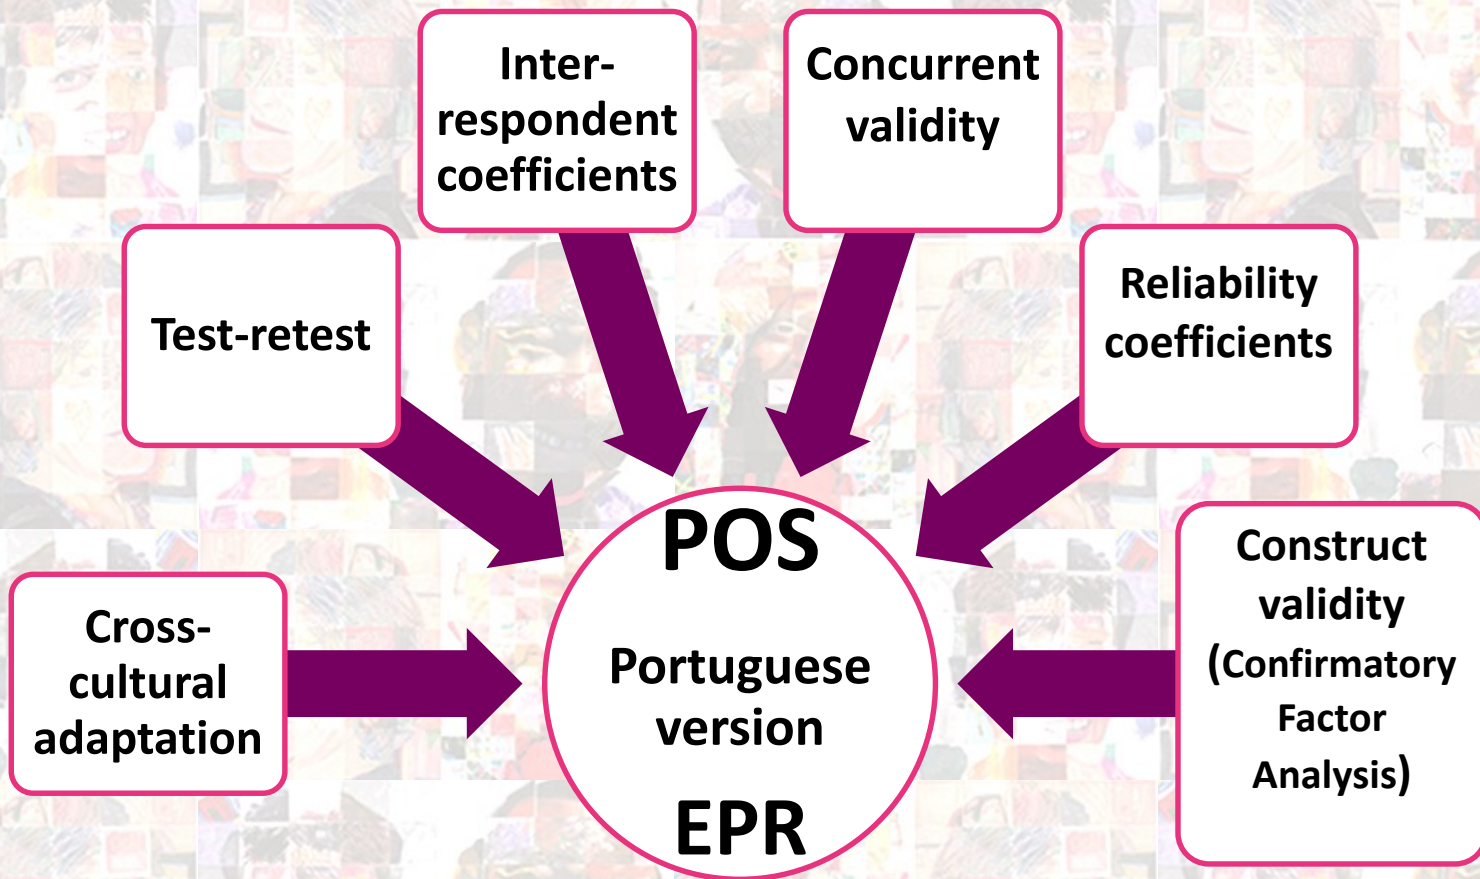 Inter-
respondent
coefficients
Concurrent
validity
Test-retest
Reliability
coefficients
Cross-
cultural
adaptation
POS
Portuguese
version
EPR
Construct
validity
(Confirmatory
Factor
Analysis)